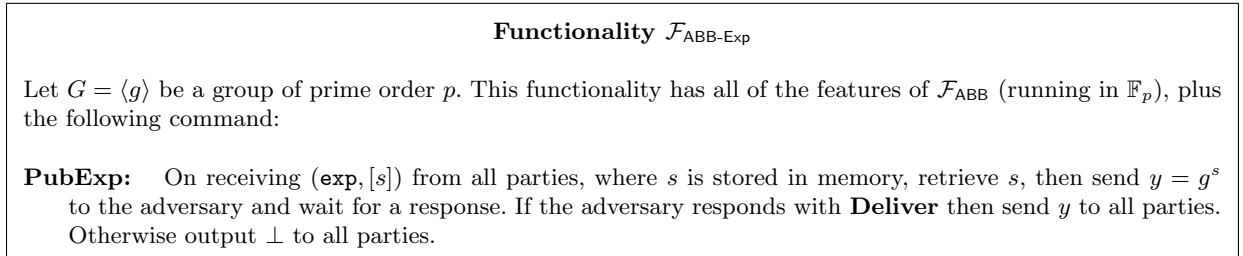 Functionality F_ABB-Exp
Let G = ⟨g⟩ be a group of prime order p. This functionality has all of the features of F_ABB (running in 𝔽_p), plus
the following command:
PubExp: On receiving (exp, [s]) from all parties, where s is stored in memory, retrieve s, then send y = g^s
to the adversary and wait for a response. If the adversary responds with Deliver then send y to all parties.
Otherwise output ⊥ to all parties.